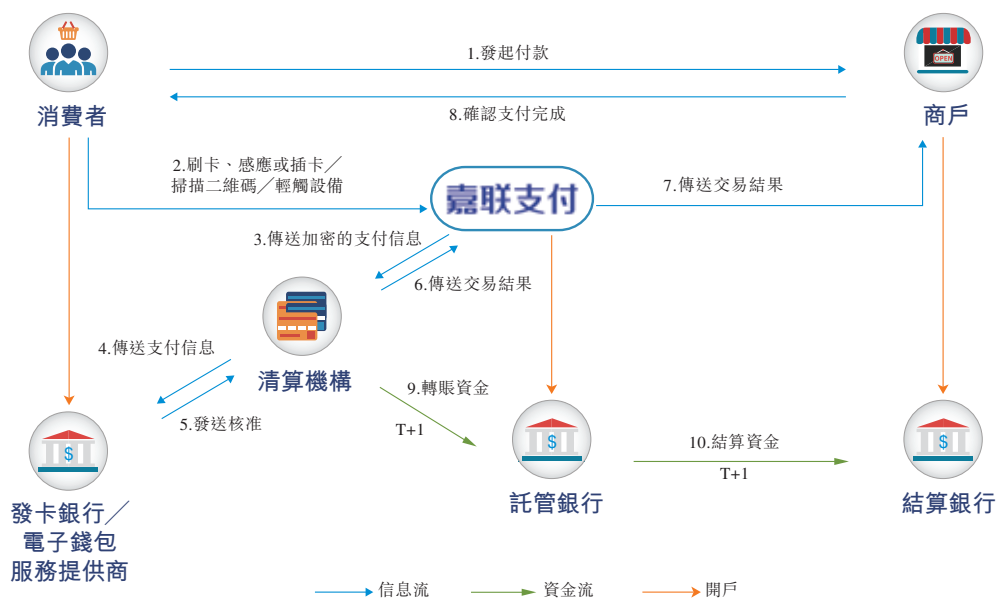 1.發起付款
OPEN
消費者
8.確認支付完成
商戶
2.刷卡、感應或插卡／
掃描二維碼／輕觸設備
嘉联支付
7.傳送交易結果
3.傳送加密的支付信息
6.傳送交易結果
4.傳送支付信息
清算機構
5.發送核准
9.轉賬資金
T+1
10.結算資金
T+1
$
$
$
發卡銀行／
電子錢包
服務提供商
託管銀行
結算銀行
信息流
資金流
開戶